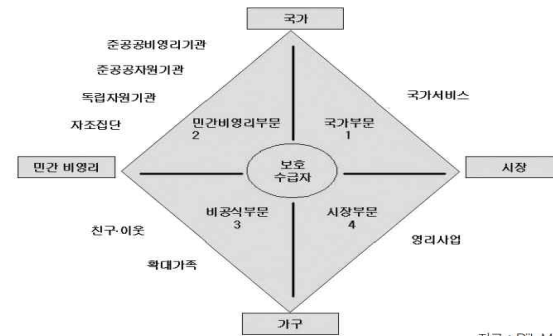 국가
준공공비영리기관
준공공자원기관
독립자원기관
자조집단
국가서비스
민간비영리부문
2
국가부문
1
민간 비영리
보호
수급자
시장
비공식부문
3
시장부문
4
친구·이웃
확대가족
영리사업
가구